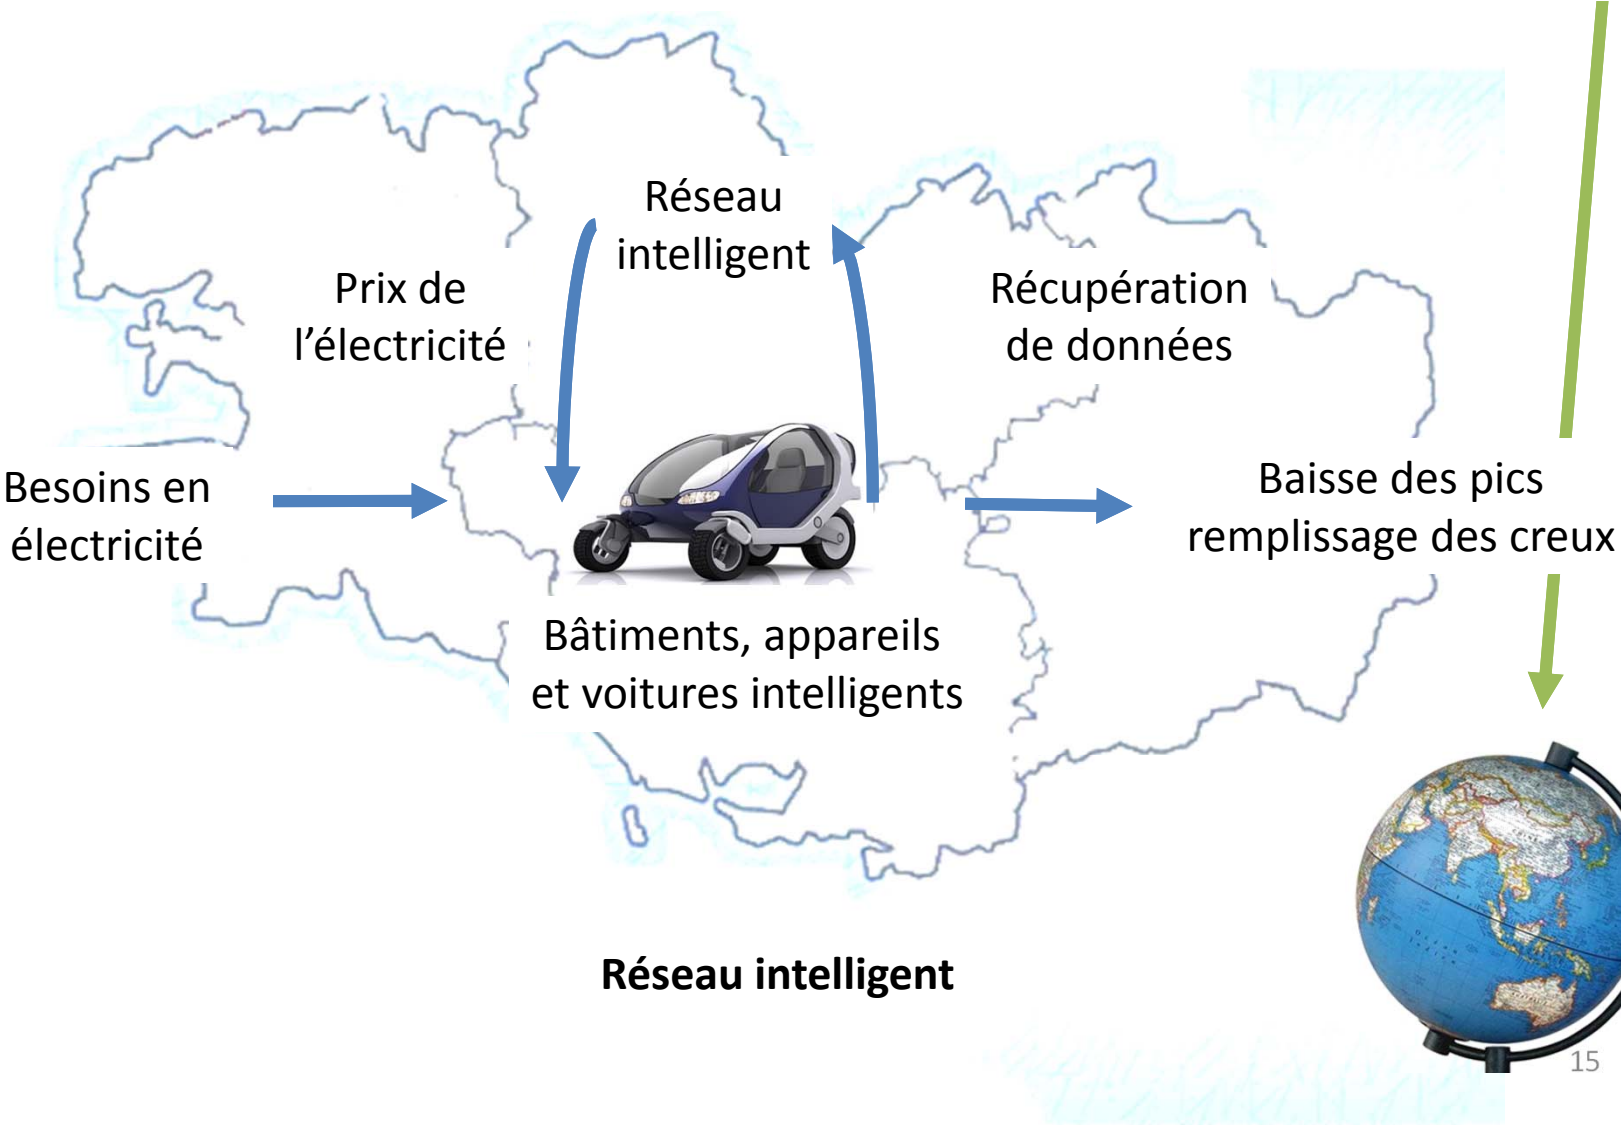 Réseau
intelligent
Prix de
l’électricité
Récupération
de données
Besoins en
électricité
Baisse des pics
remplissage des creux
Bâtiments, appareils
et voitures intelligents
Réseau intelligent
15